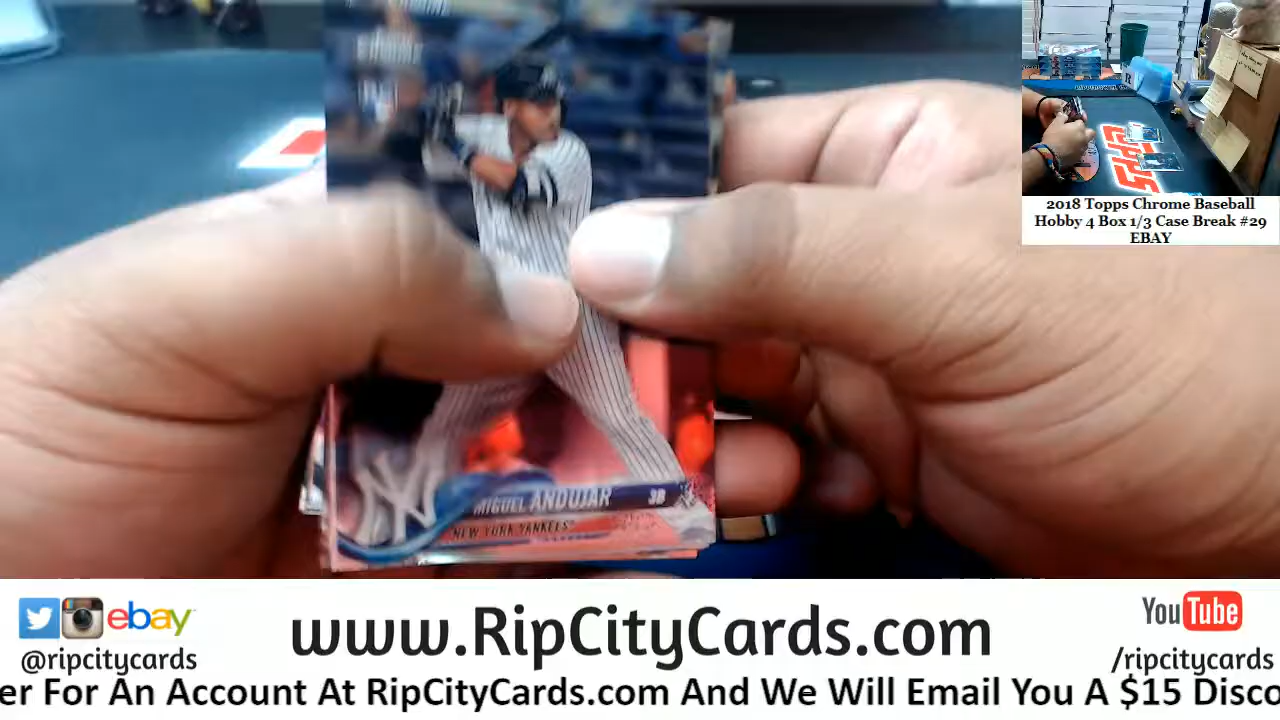 MIGUEL ANDUJAR 3B
NEW YORK YANKEES
2018 Topps Chrome Baseball
Hobby 4 Box 1/3 Case Break #29
EBAY
ebay
@ripcitycards
www.RipCityCards.com
YouTube
/ripcitycards
er For An Account At RipCityCards.com And We Will Email You A $15 Disco